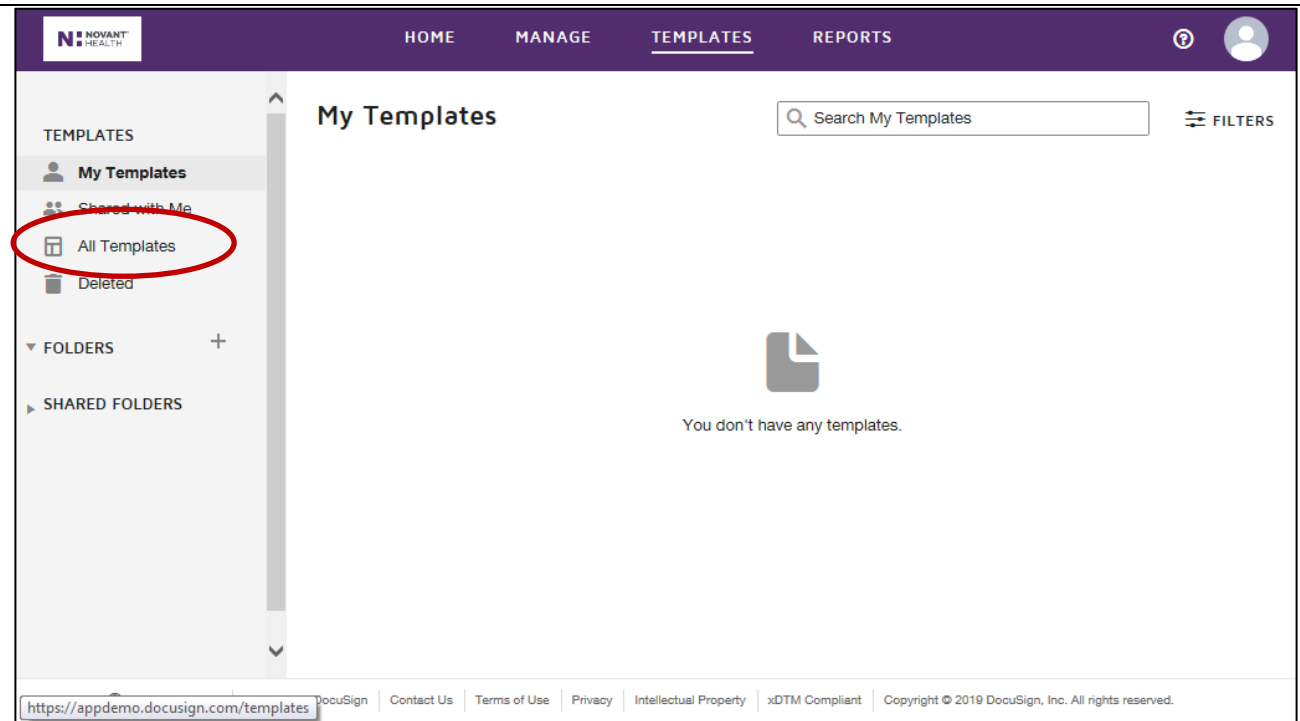 NOVANT
HEALTH
HOME MANAGE TEMPLATES REPORTS
TEMPLATES
My Templates
Shared with Me
All Templates
Deleted
FOLDERS +
SHARED FOLDERS
My Templates
Search My Templates
FILTERS
You don't have any templates.
https://appdemo.docusign.com/templates
DocuSign Contact Us Terms of Use Privacy Intellectual Property xDTM Compliant Copyright © 2019 DocuSign, Inc. All rights reserved.